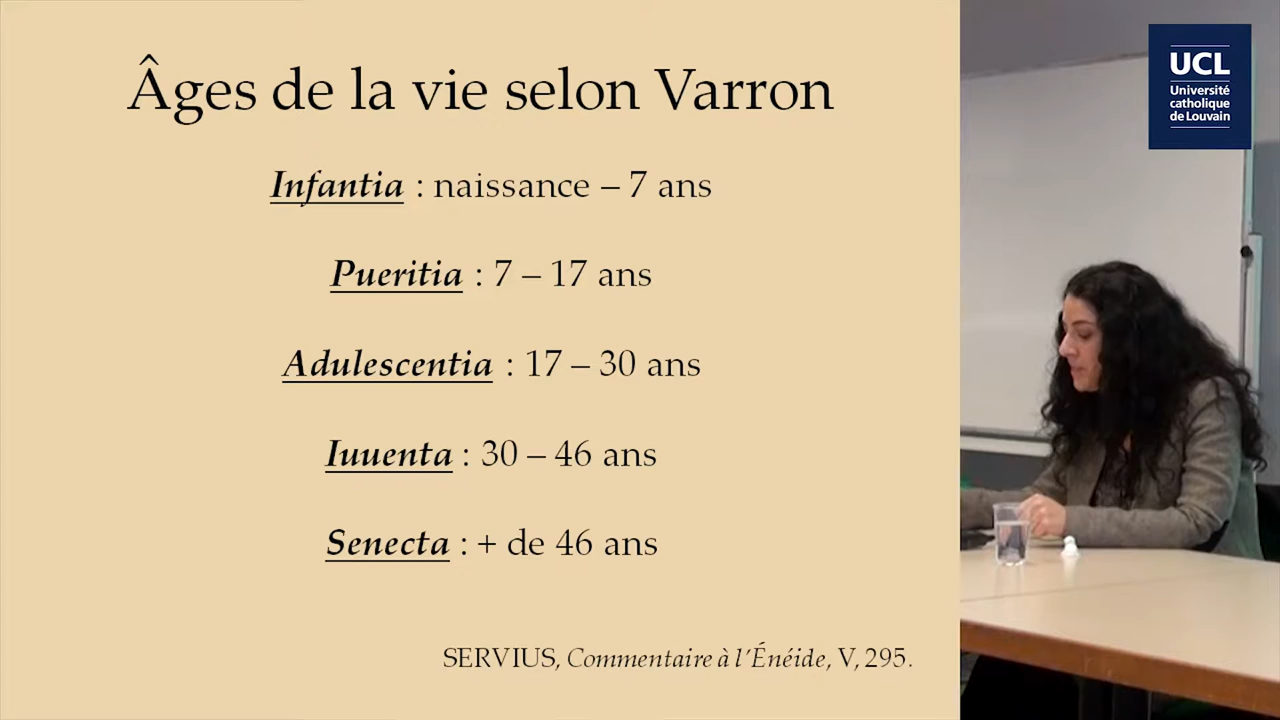 Âges de la vie selon Varron
Infantia : naissance – 7 ans
Pueritia : 7 – 17 ans
Adulescentia : 17 – 30 ans
Iuuenta : 30 – 46 ans
Senecta : + de 46 ans
SERVIUS, Commentaire à l'Énéide, V, 295.
UCL
Université
catholique
de Louvain